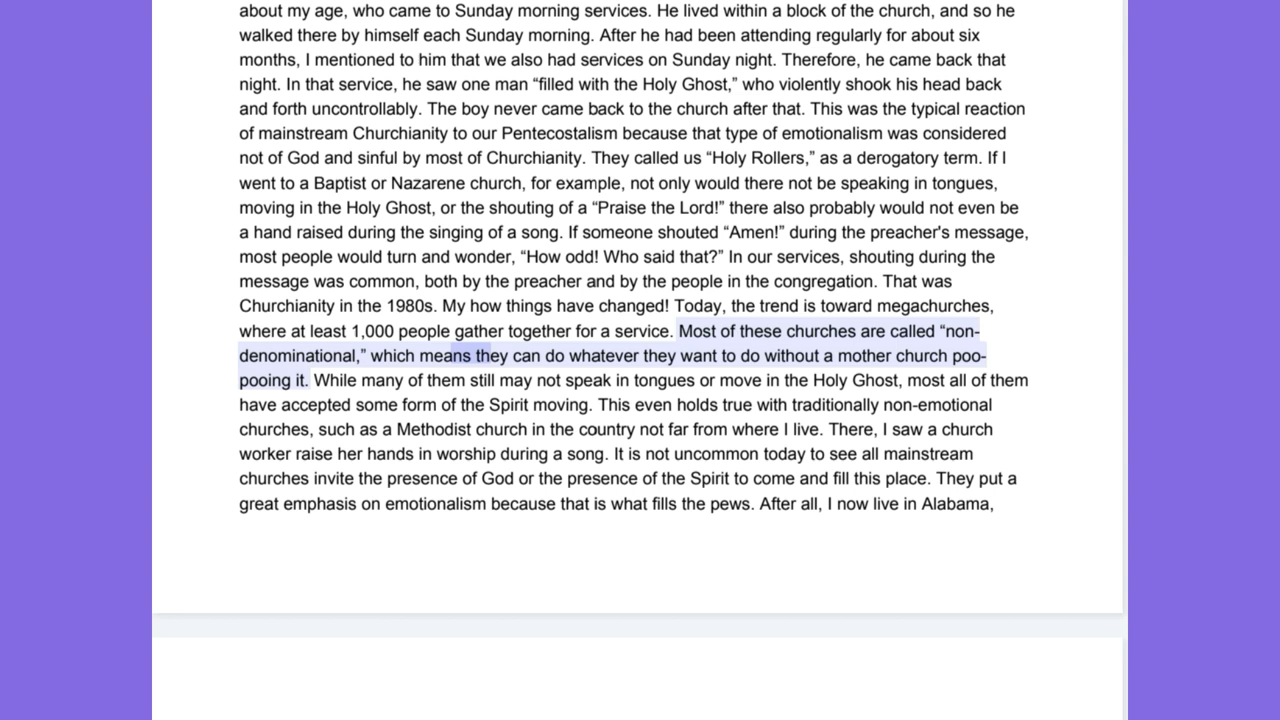 about my age, who came to Sunday morning services. He lived within a block of the church, and so he
walked there by himself each Sunday morning. After he had been attending regularly for about six
months, I mentioned to him that we also had services on Sunday night. Therefore, he came back that
night. In that service, he saw one man “filled with the Holy Ghost,” who violently shook his head back
and forth uncontrollably. The boy never came back to the church after that. This was the typical reaction
of mainstream Churchianity to our Pentecostalism because that type of emotionalism was considered
not of God and sinful by most of Churchianity. They called us “Holy Rollers,” as a derogatory term. If I
went to a Baptist or Nazarene church, for example, not only would there not be speaking in tongues,
moving in the Holy Ghost, or the shouting of a “Praise the Lord!” there also probably would not even be
a hand raised during the singing of a song. If someone shouted “Amen!” during the preacher's message,
most people would turn and wonder, “How odd! Who said that?” In our services, shouting during the
message was common, both by the preacher and by the people in the congregation. That was
Churchianity in the 1980s. My how things have changed! Today, the trend is toward megachurches,
where at least 1,000 people gather together for a service. Most of these churches are called “non-
denominational,” which means they can do whatever they want to do without a mother church poo-
pooing it. While many of them still may not speak in tongues or move in the Holy Ghost, most all of them
have accepted some form of the Spirit moving. This even holds true with traditionally non-emotional
churches, such as a Methodist church in the country not far from where I live. There, I saw a church
worker raise her hands in worship during a song. It is not uncommon today to see all mainstream
churches invite the presence of God or the presence of the Spirit to come and fill this place. They put a
great emphasis on emotionalism because that is what fills the pews. After all, I now live in Alabama,